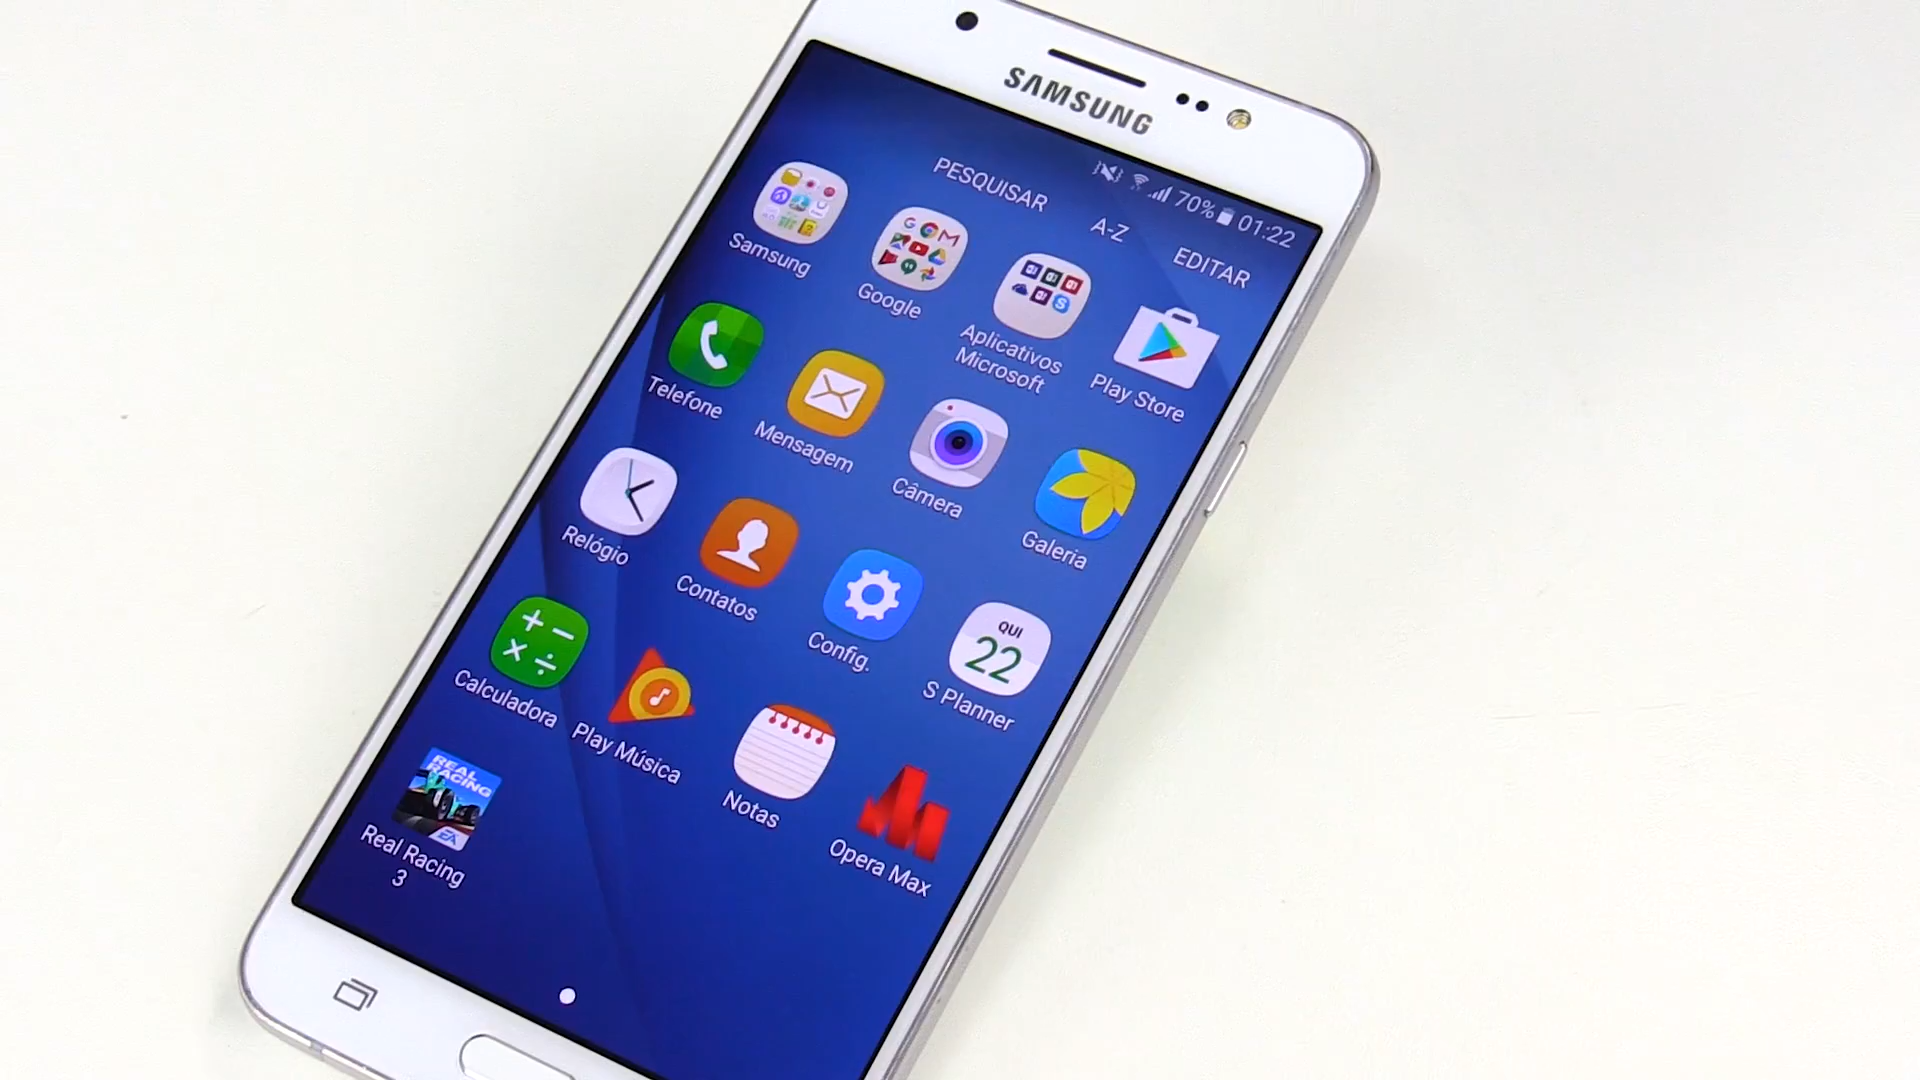 SAMSUNG
70% 01:22
PESQUISAR
A-Z
EDITAR
Samsung
Google
Aplicativos
Microsoft
Play Store
Telefone
Mensagem
Câmera
Galeria
Relógio
Contatos
Config.
QUI
22
S Planner
Calculadora
Play Música
Notas
Opera Max
REAL
RACING
EA
Real Racing
3